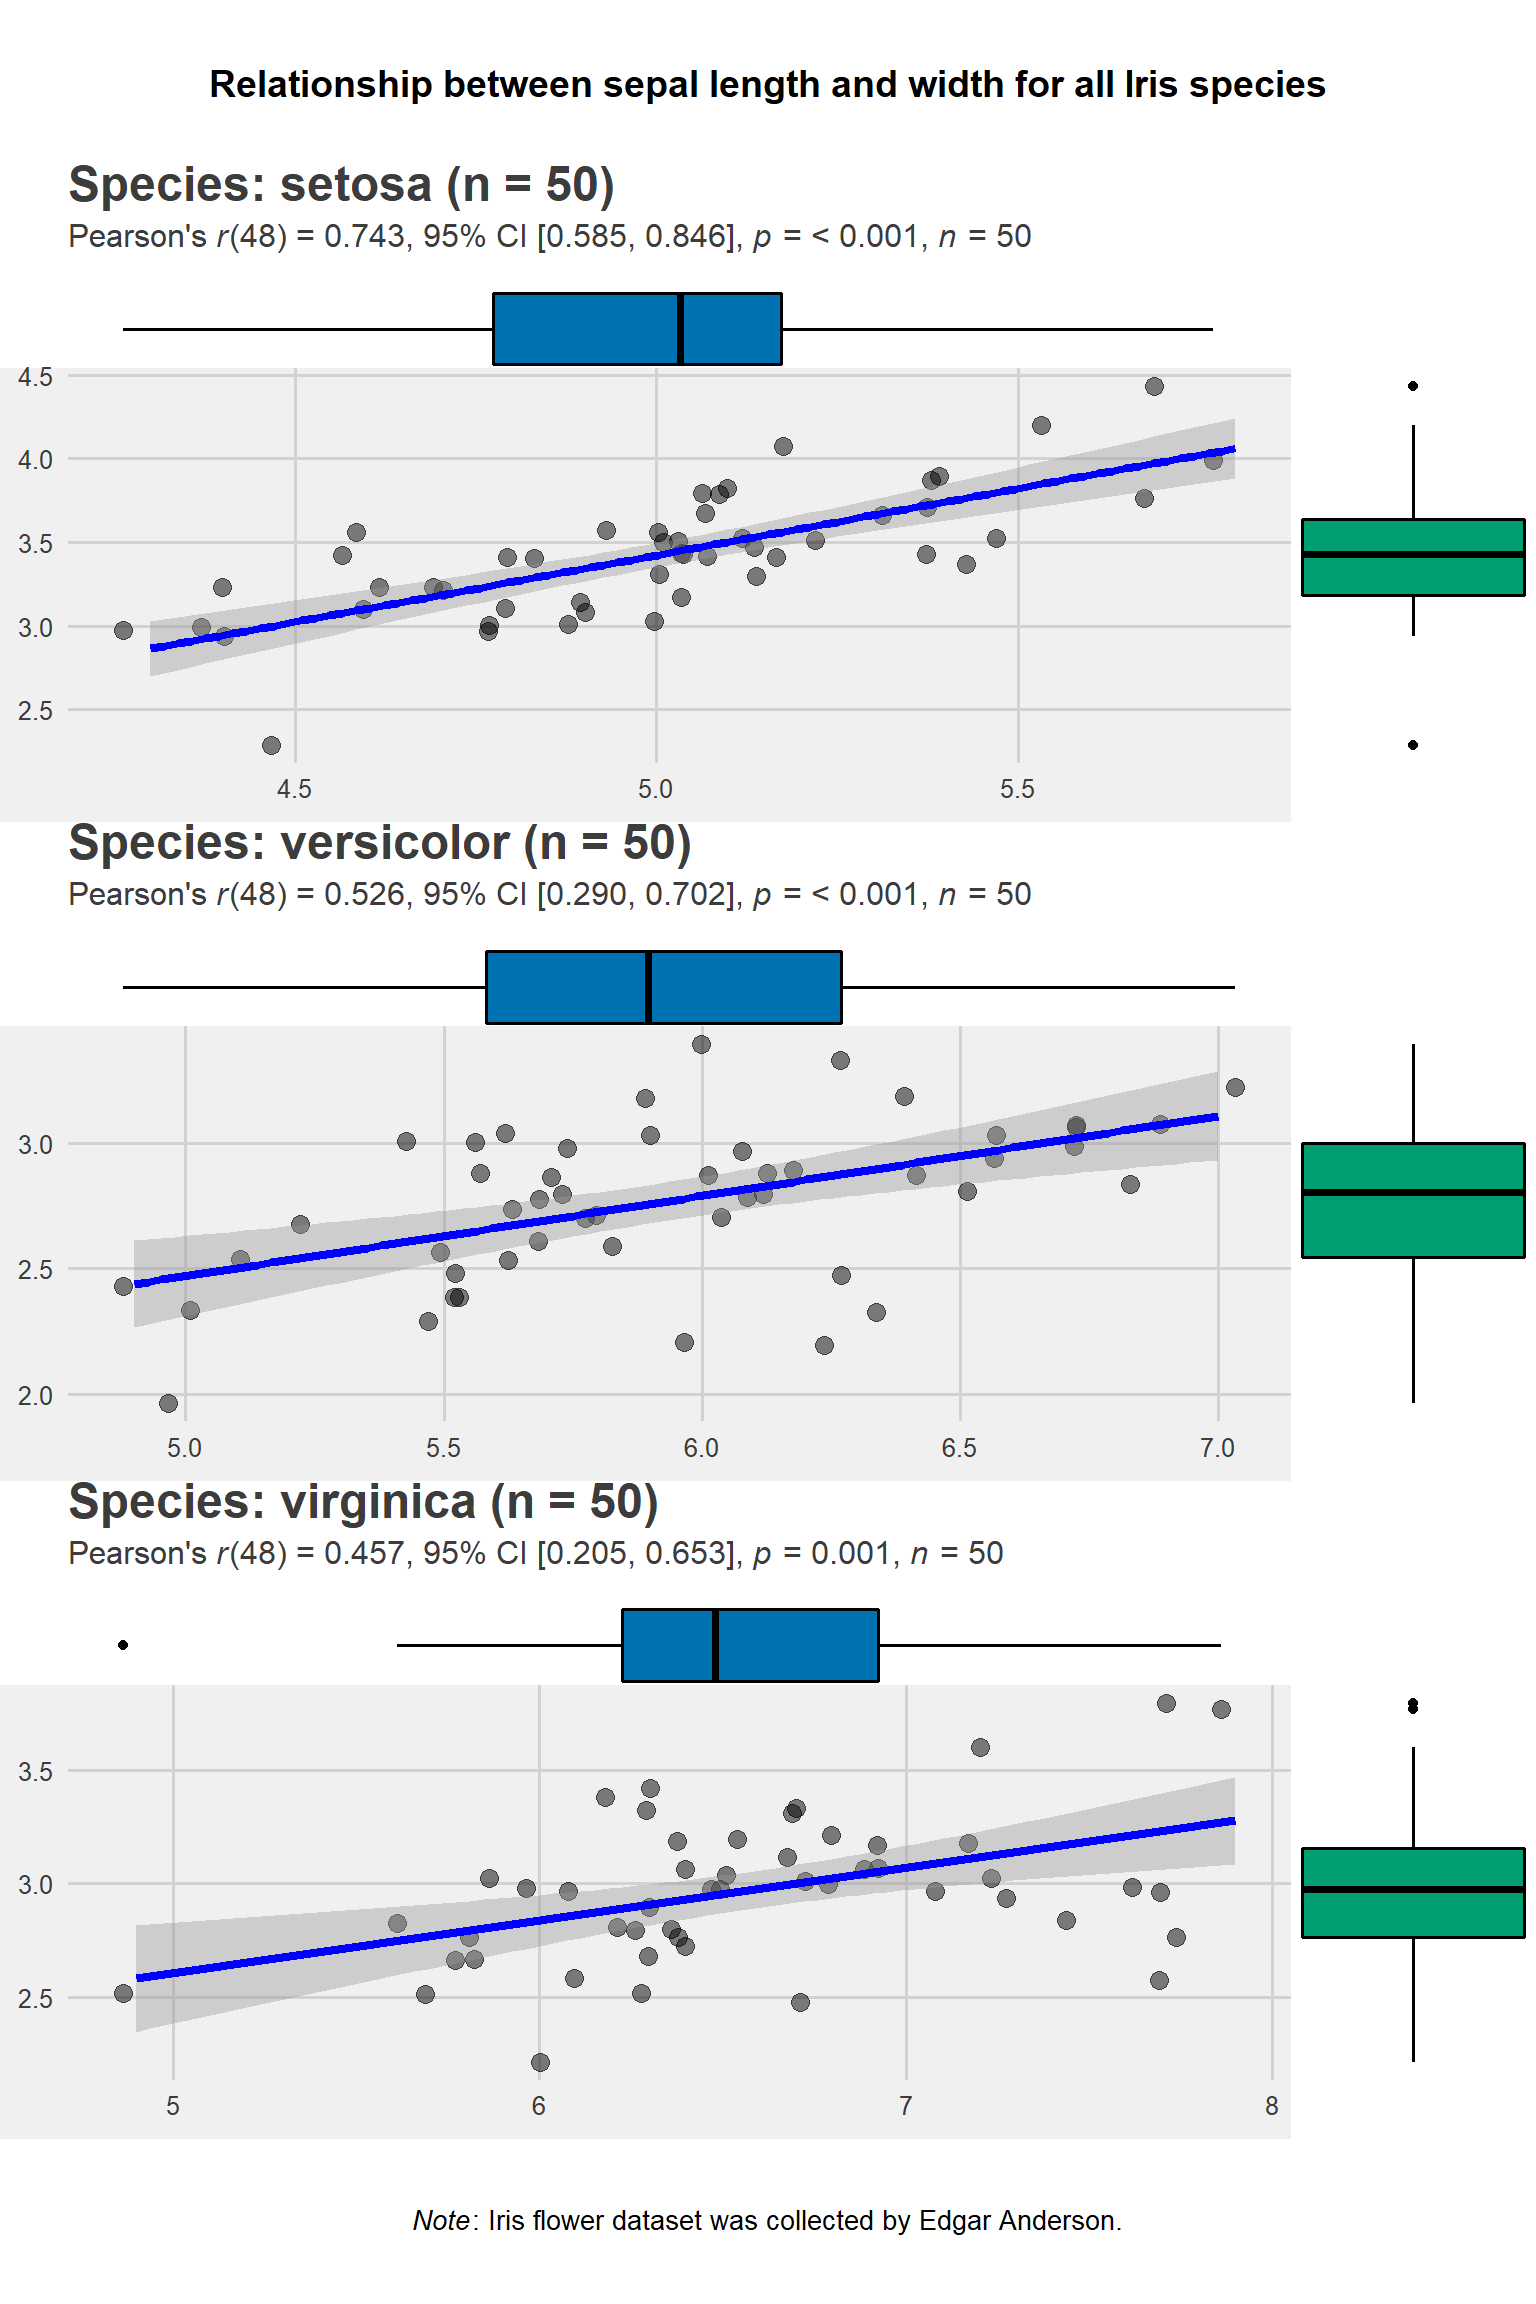 Relationship between sepal length and width for all Iris species
Species: setosa (n = 50)
Pearson's r(48) = 0.743, 95% CI [0.585, 0.846], p = < 0.001, n = 50
4.5
4.0
3.5
3.0
2.5
4.5 5.0 5.5
Species: versicolor (n = 50)
Pearson's r(48) = 0.526, 95% CI [0.290, 0.702], p = < 0.001, n = 50
3.0
2.5
2.0
5.0 5.5 6.0 6.5 7.0
Species: virginica (n = 50)
Pearson's r(48) = 0.457, 95% CI [0.205, 0.653], p = 0.001, n = 50
3.5
3.0
2.5
5 6 7 8
Note: Iris flower dataset was collected by Edgar Anderson.